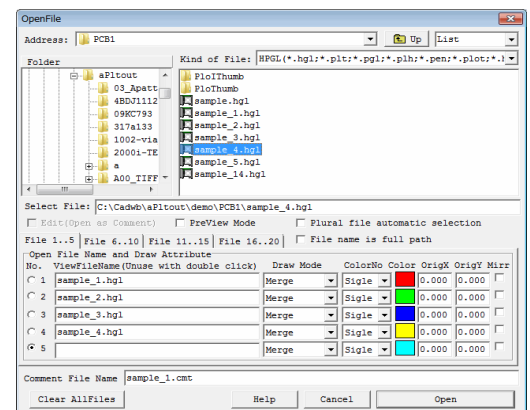 OpenFile
Address: PCB1 Up List
Folder Kind of File: HPGL(*.hgl;*.plt;*.pgl;*.plh;*.pen;*.plot;*.h
aPltout
03_Apatt
4BDJ1112
09KC793
317a133
1002-via
2000i-TE
a
A00_TIFF
PloIThumb
PloThumb
sample.hgl
sample_1.hgl
sample_2.hgl
sample_3.hgl
sample_4.hgl
sample_5.hgl
sample_14.hgl
Select File: C:\Cadwb\aPltout\demo\PCB1\sample_4.hgl
Edit(Open as Comment) PreView Mode Plural file automatic selection
File 1..5 File 6..10 File 11..15 File 16..20 File name is full path
Open File Name and Draw Attribute
No. ViewFileName(Unuse with double click) Draw Mode ColorNo Color OrigX OrigY Mirr
1 sample_1.hgl Merge Sigle 0.000 0.000
2 sample_2.hgl Merge Sigle 0.000 0.000
3 sample_3.hgl Merge Sigle 0.000 0.000
4 sample_4.hgl Merge Sigle 0.000 0.000
5 Merge Sigle 0.000 0.000
Comment File Name sample_1.cmt
Clear AllFiles Help Cancel Open